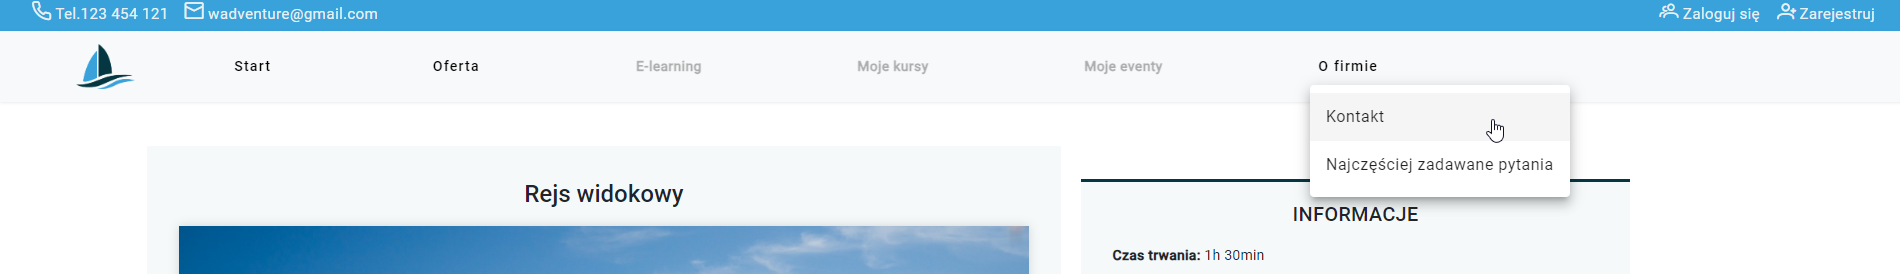 Tel.123 454 121 wadventure@gmail.com Zaloguj się Zarejestruj
Start Oferta E-learning Moje kursy Moje eventy O firmie
Kontakt
Najczęściej zadawane pytania
Rejs widokowy
INFORMACJE
Czas trwania: 1h 30min